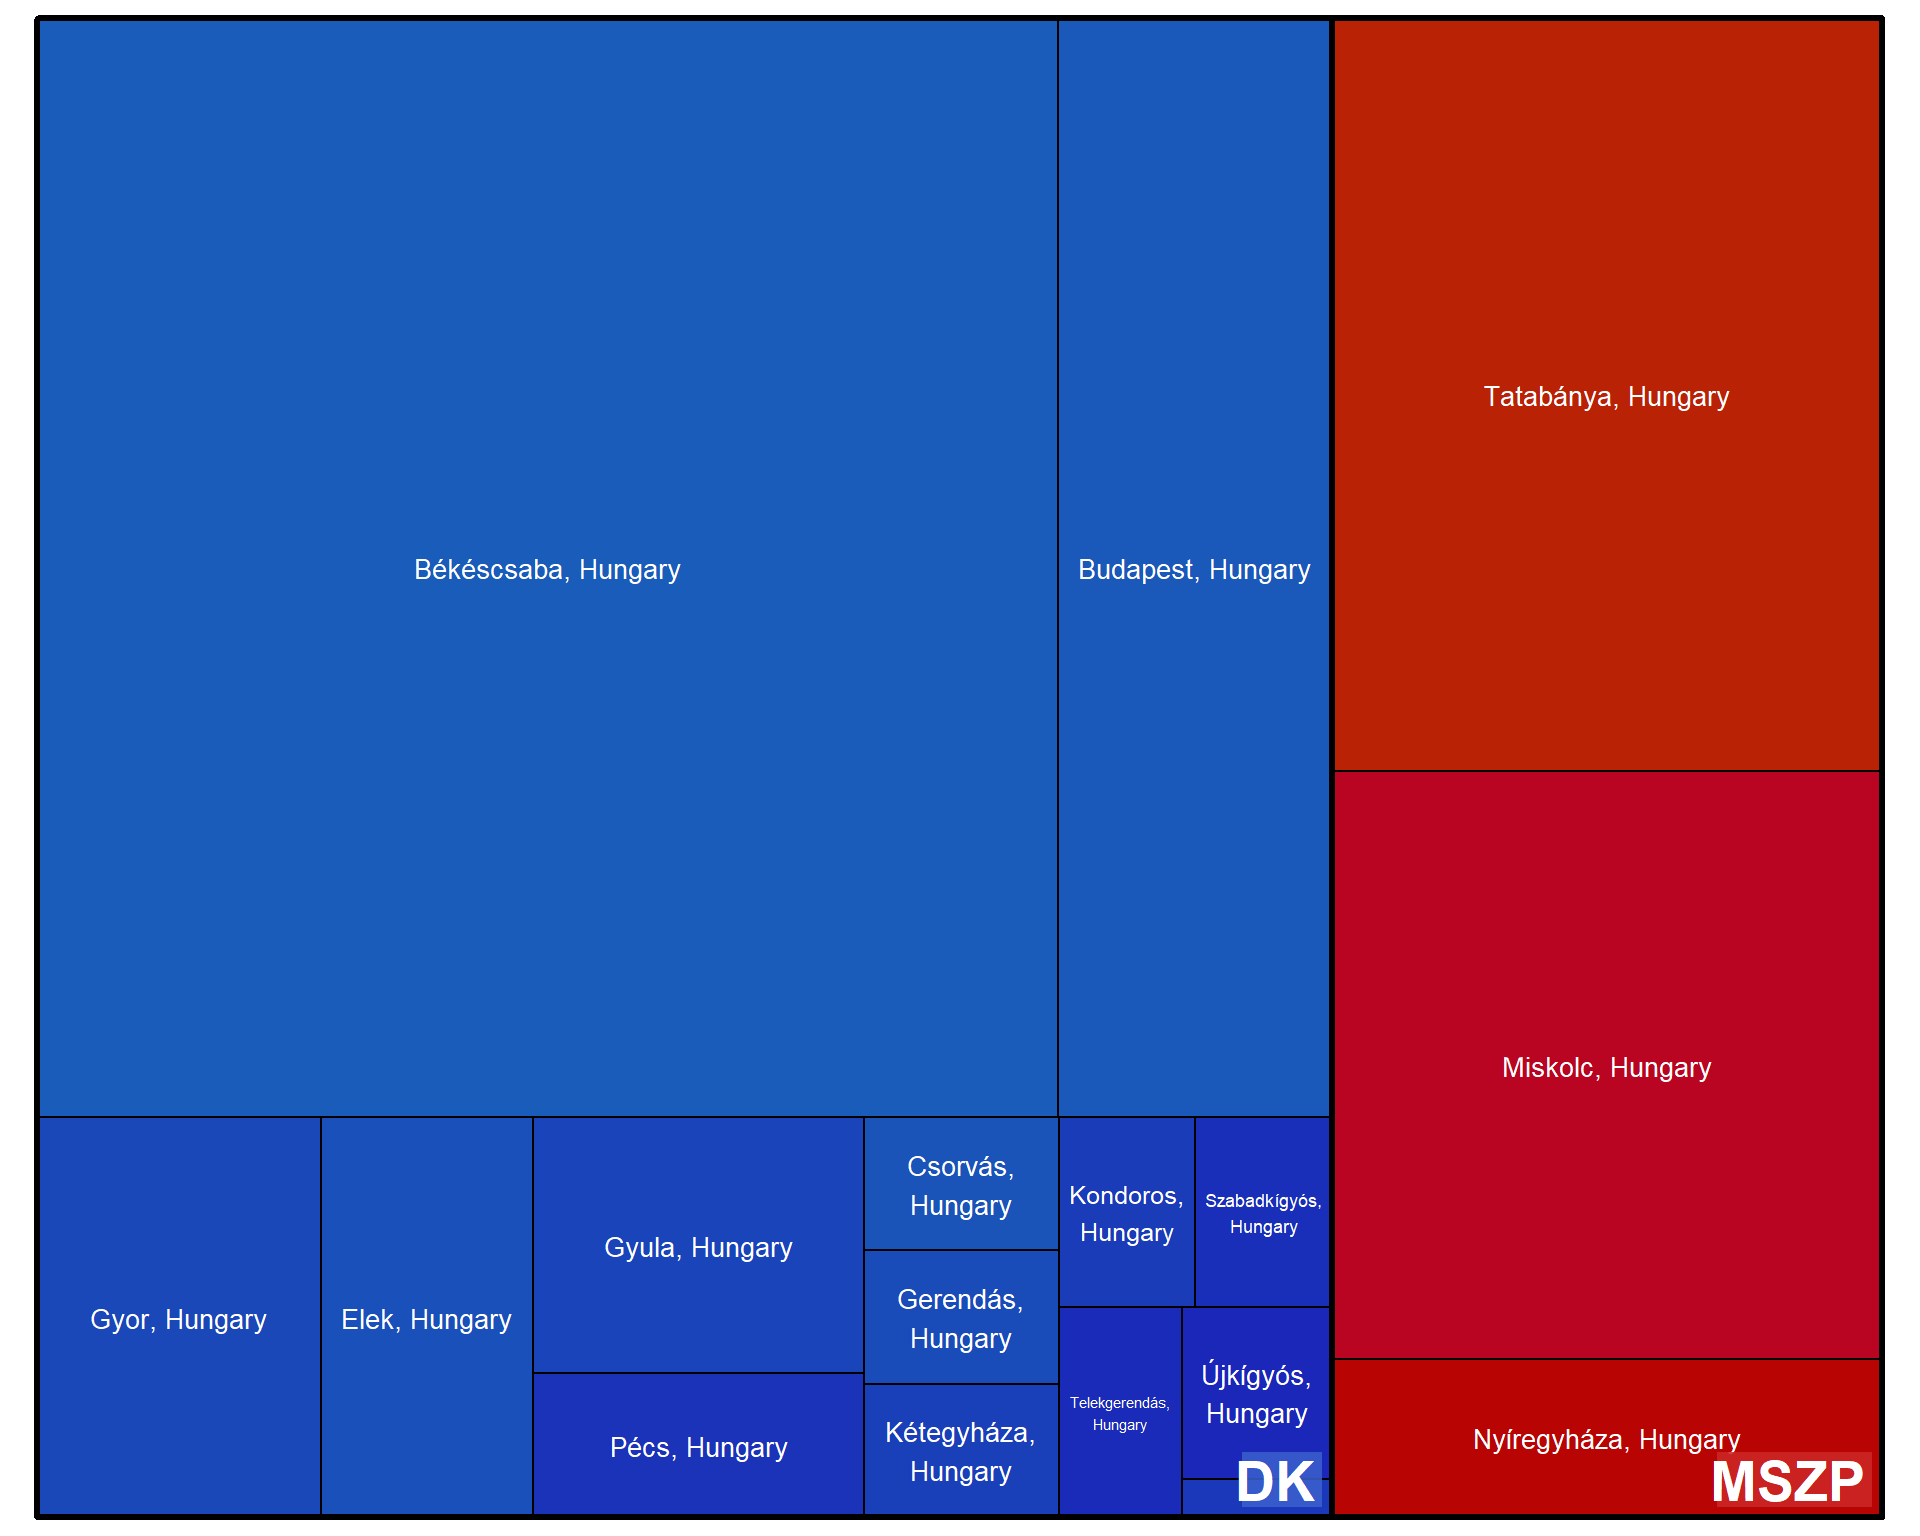 Békéscsaba, Hungary
Budapest, Hungary
Tatabánya, Hungary
Miskolc, Hungary
Nyíregyháza, Hungary
MSZP
Gyor, Hungary
Elek, Hungary
Gyula, Hungary
Pécs, Hungary
Csorvás,
Hungary
Gerendás,
Hungary
Kétegyháza,
Hungary
Kondoros,
Hungary
Szabadkígyós,
Hungary
Telekgerendás,
Hungary
Újkígyós,
Hungary
DK